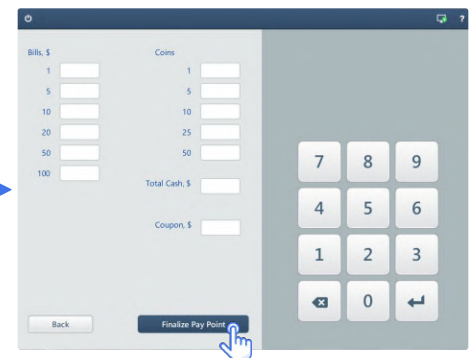 ?
Bills, $ Coins
1 1
5 5
10 10
20 25
50 50
100
Total Cash, $
Coupon, $
7 8 9
4 5 6
1 2 3
0
Back Finalize Pay Point